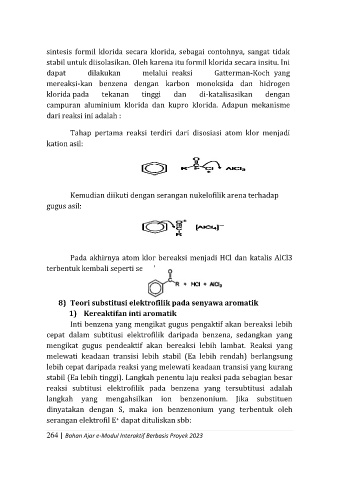 sintesis formil klorida secara klorida, sebagai contohnya, sangat tidak
stabil untuk diisolasikan. Oleh karena itu formil klorida secara insitu. Ini
dapat dilakukan melalui reaksi Gatterman-Koch yang
mereaksi-kan benzena dengan karbon monoksida dan hidrogen
klorida pada tekanan tinggi dan di-katalisasikan dengan
campuran aluminium klorida dan kupro klorida. Adapun mekanisme
dari reaksi ini adalah :
Tahap pertama reaksi terdiri dari disosiasi atom klor menjadi
kation asil:
AlCl3
Kemudian diikuti dengan serangan nukelofilik arena terhadap
gugus asil:
[AlCl4]−
Pada akhirnya atom klor bereaksi menjadi HCl dan katalis AlCl3
terbentuk kembali seperti se
R + HCl + AlCl3
8) Teori substitusi elektrofilik pada senyawa aromatik
1) Kereaktifan inti aromatik
Inti benzena yang mengikat gugus pengaktif akan bereaksi lebih
cepat dalam subtitusi elektrofilik daripada benzena, sedangkan yang
mengikat gugus pendeaktif akan bereaksi lebih lambat. Reaksi yang
melewati keadaan transisi lebih stabil (Ea lebih rendah) berlangsung
lebih cepat daripada reaksi yang melewati keadaan transisi yang kurang
stabil (Ea lebih tinggi). Langkah penentu laju reaksi pada sebagian besar
reaksi subtitusi elektrofilik pada benzena yang tersubtitusi adalah
langkah yang mengahsilkan ion benzenonium. Jika substituen
dinyatakan dengan S, maka ion benzenonium yang terbentuk oleh
serangan elektrofil E⁺ dapat dituliskan sbb:
264 | Bahan Ajar e-Modul Interaktif Berbasis Proyek 2023